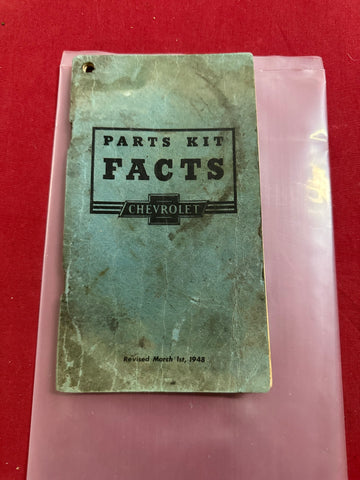 PARTS KIT
FACTS
CHEVROLET
Revised March 1st, 1948